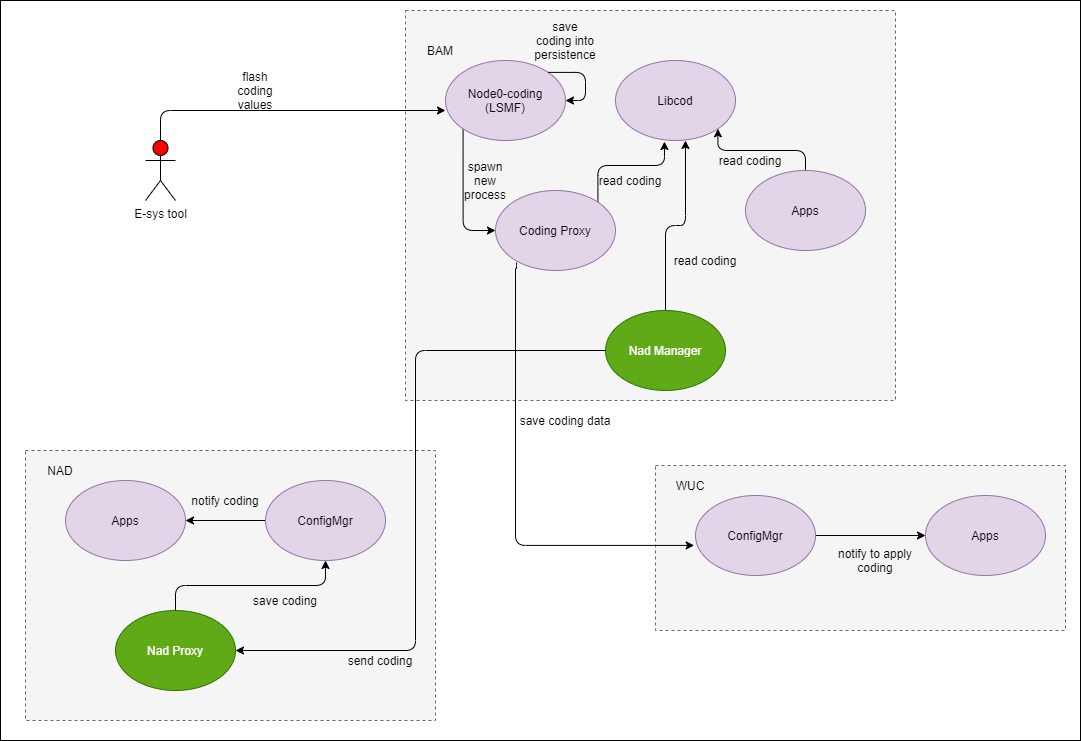 BAM
save
coding into
persistence
flash
coding
values
Node0-coding
(LSMF)
Libcod
E-sys tool
spawn
new
process
read coding
read coding
Coding Proxy
Apps
read coding
Nad Manager
save coding data
NAD
Apps
notify coding
ConfigMgr
save coding
Nad Proxy
send coding
WUC
ConfigMgr
notify to apply
coding
Apps